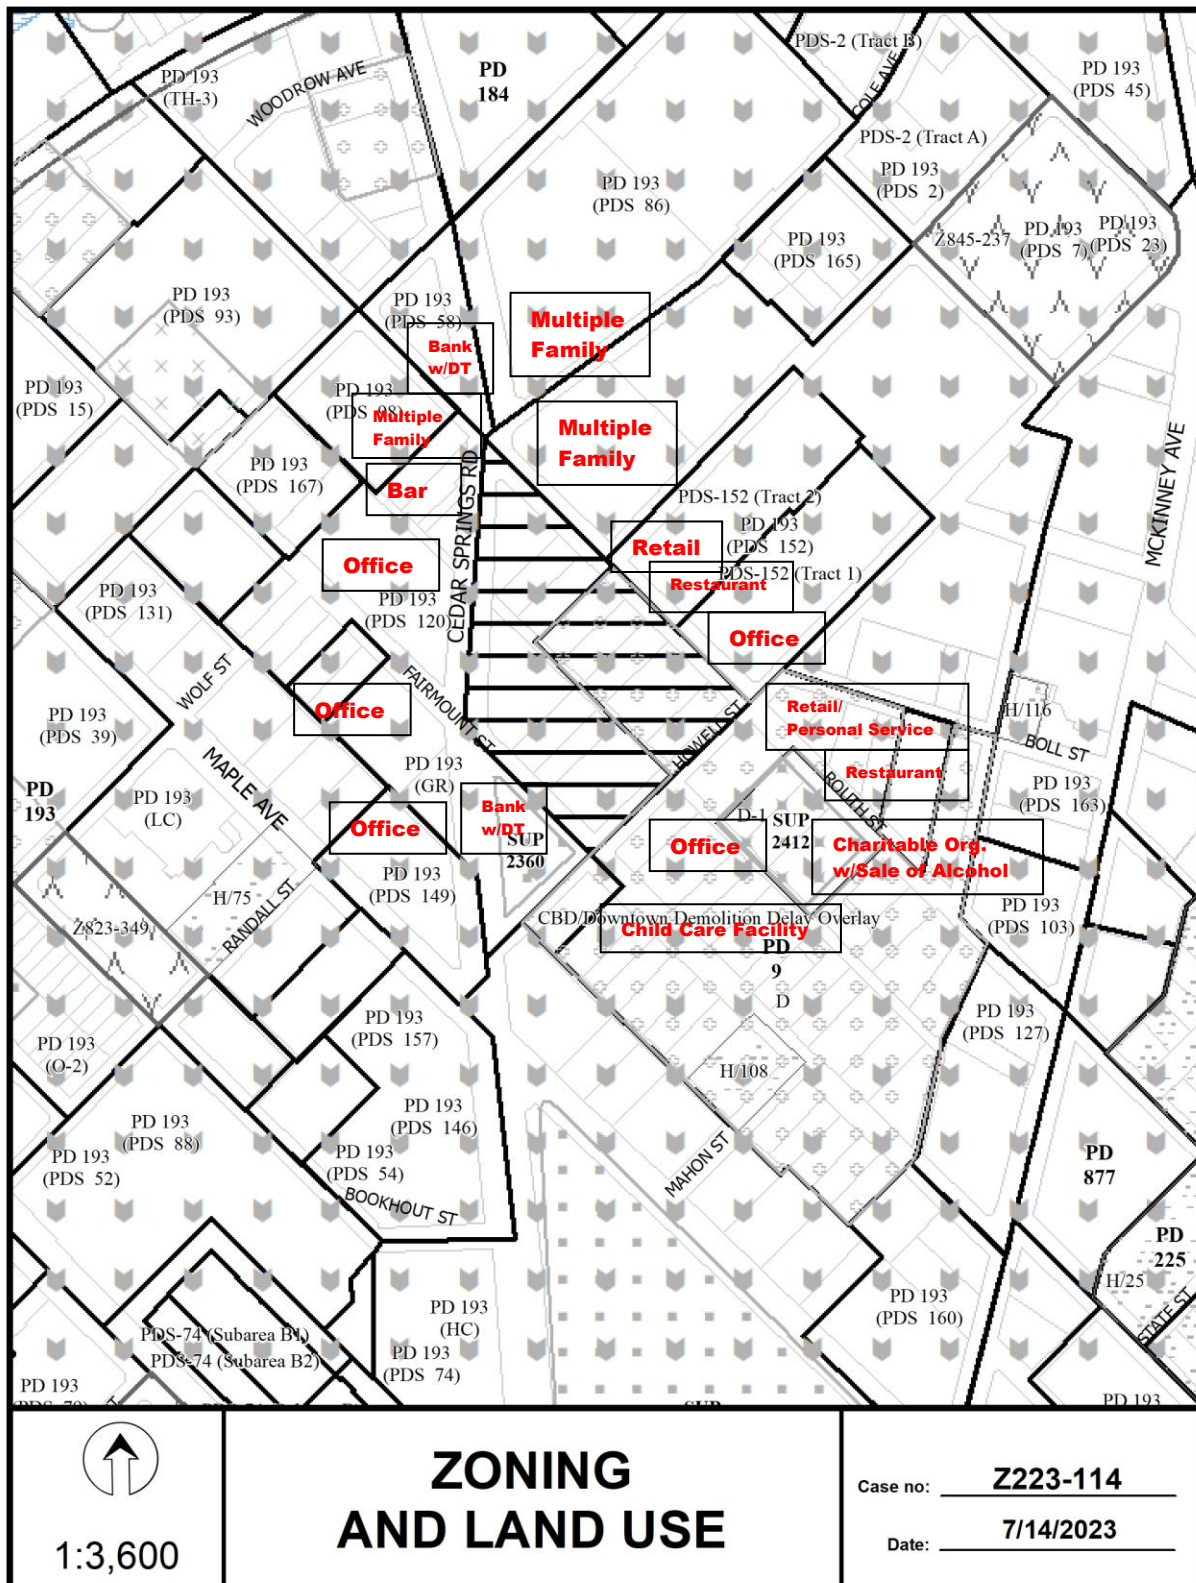 PD 193
(TH-3)
WOODROW AVE
PD
184
PDS-2 (Tract B)
COLE AVE
PD 193
(PDS 45)
PDS-2 (Tract A)
PD 193
(PDS 2)
PD 193
(PDS 86)
PD 193
(PDS 165)
Z845-237
PD 193
(PDS 7)
PD 193
(PDS 23)
PD 193
(PDS 93)
PD 193
(PDS 58)
Multiple
Family
Bank
w/DT
PD 193
(PDS 15)
PD 193
(PDS 98)
Multiple
Family
Multiple
Family
MCKINNEY AVE
PD 193
(PDS 167)
Bar
CEDAR SPRINGS RD
PDS-152 (Tract 2)
PD 193
(PDS 152)
Retail
PDS-152 (Tract 1)
Restaurant
Office
PD 193
(PDS 131)
PD 193
(PDS 120)
Office
WOLF ST
FAIRMOUNT ST
Office
PD 193
(PDS 39)
HOWELL ST
Retail/
Personal Service
H/116
BOLL ST
MAPLE AVE
PD 193
(GR)
Restaurant
ROUTH ST
PD 193
(PDS 163)
PD
193
PD 193
(LC)
Office
Bank
w/DT
SUP
2360
D-1
SUP
2412
Office
Charitable Org.
w/Sale of Alcohol
H/75
PD 193
(PDS 149)
RANDALL ST
Z823-349
CBD/Downtown Demolition Delay Overlay
Child Care Facility
PD 193
(PDS 103)
PD
9
D
PD 193
(O-2)
PD 193
(PDS 157)
PD 193
(PDS 127)
H/108
PD 193
(PDS 88)
PD 193
(PDS 146)
PD 193
(PDS 52)
PD 193
(PDS 54)
MAHON ST
PD
877
BOOKHOUT ST
PD
225
H/25
STATE ST
PD 193
(HC)
PD 193
(PDS 160)
PDS-74 (Subarea B1)
PDS-74 (Subarea B2)
PD 193
(PDS 74)
PD 193
(PDS 70)
SUP
PD 193
1:3,600
ZONING
AND LAND USE
Case no: Z223-114
Date: 7/14/2023